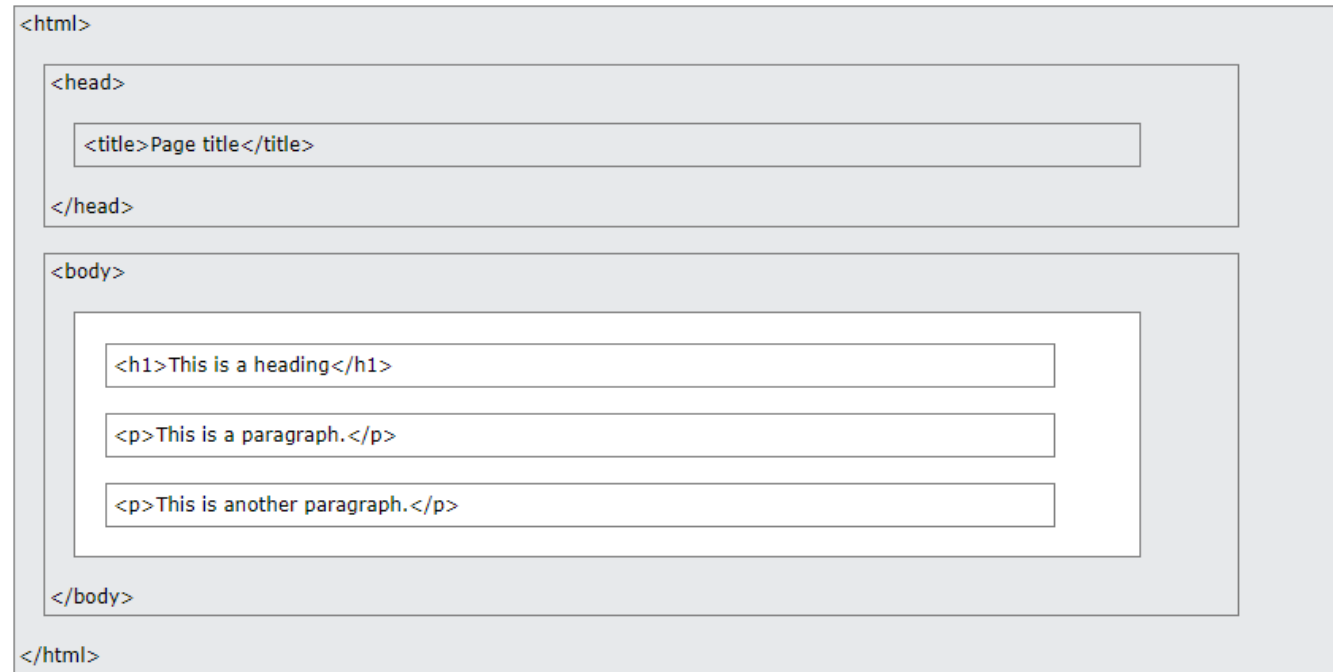 <html>
<head>
<title>Page title</title>
</head>
<body>
<h1>This is a heading</h1>
<p>This is a paragraph.</p>
<p>This is another paragraph.</p>
</body>
</html>